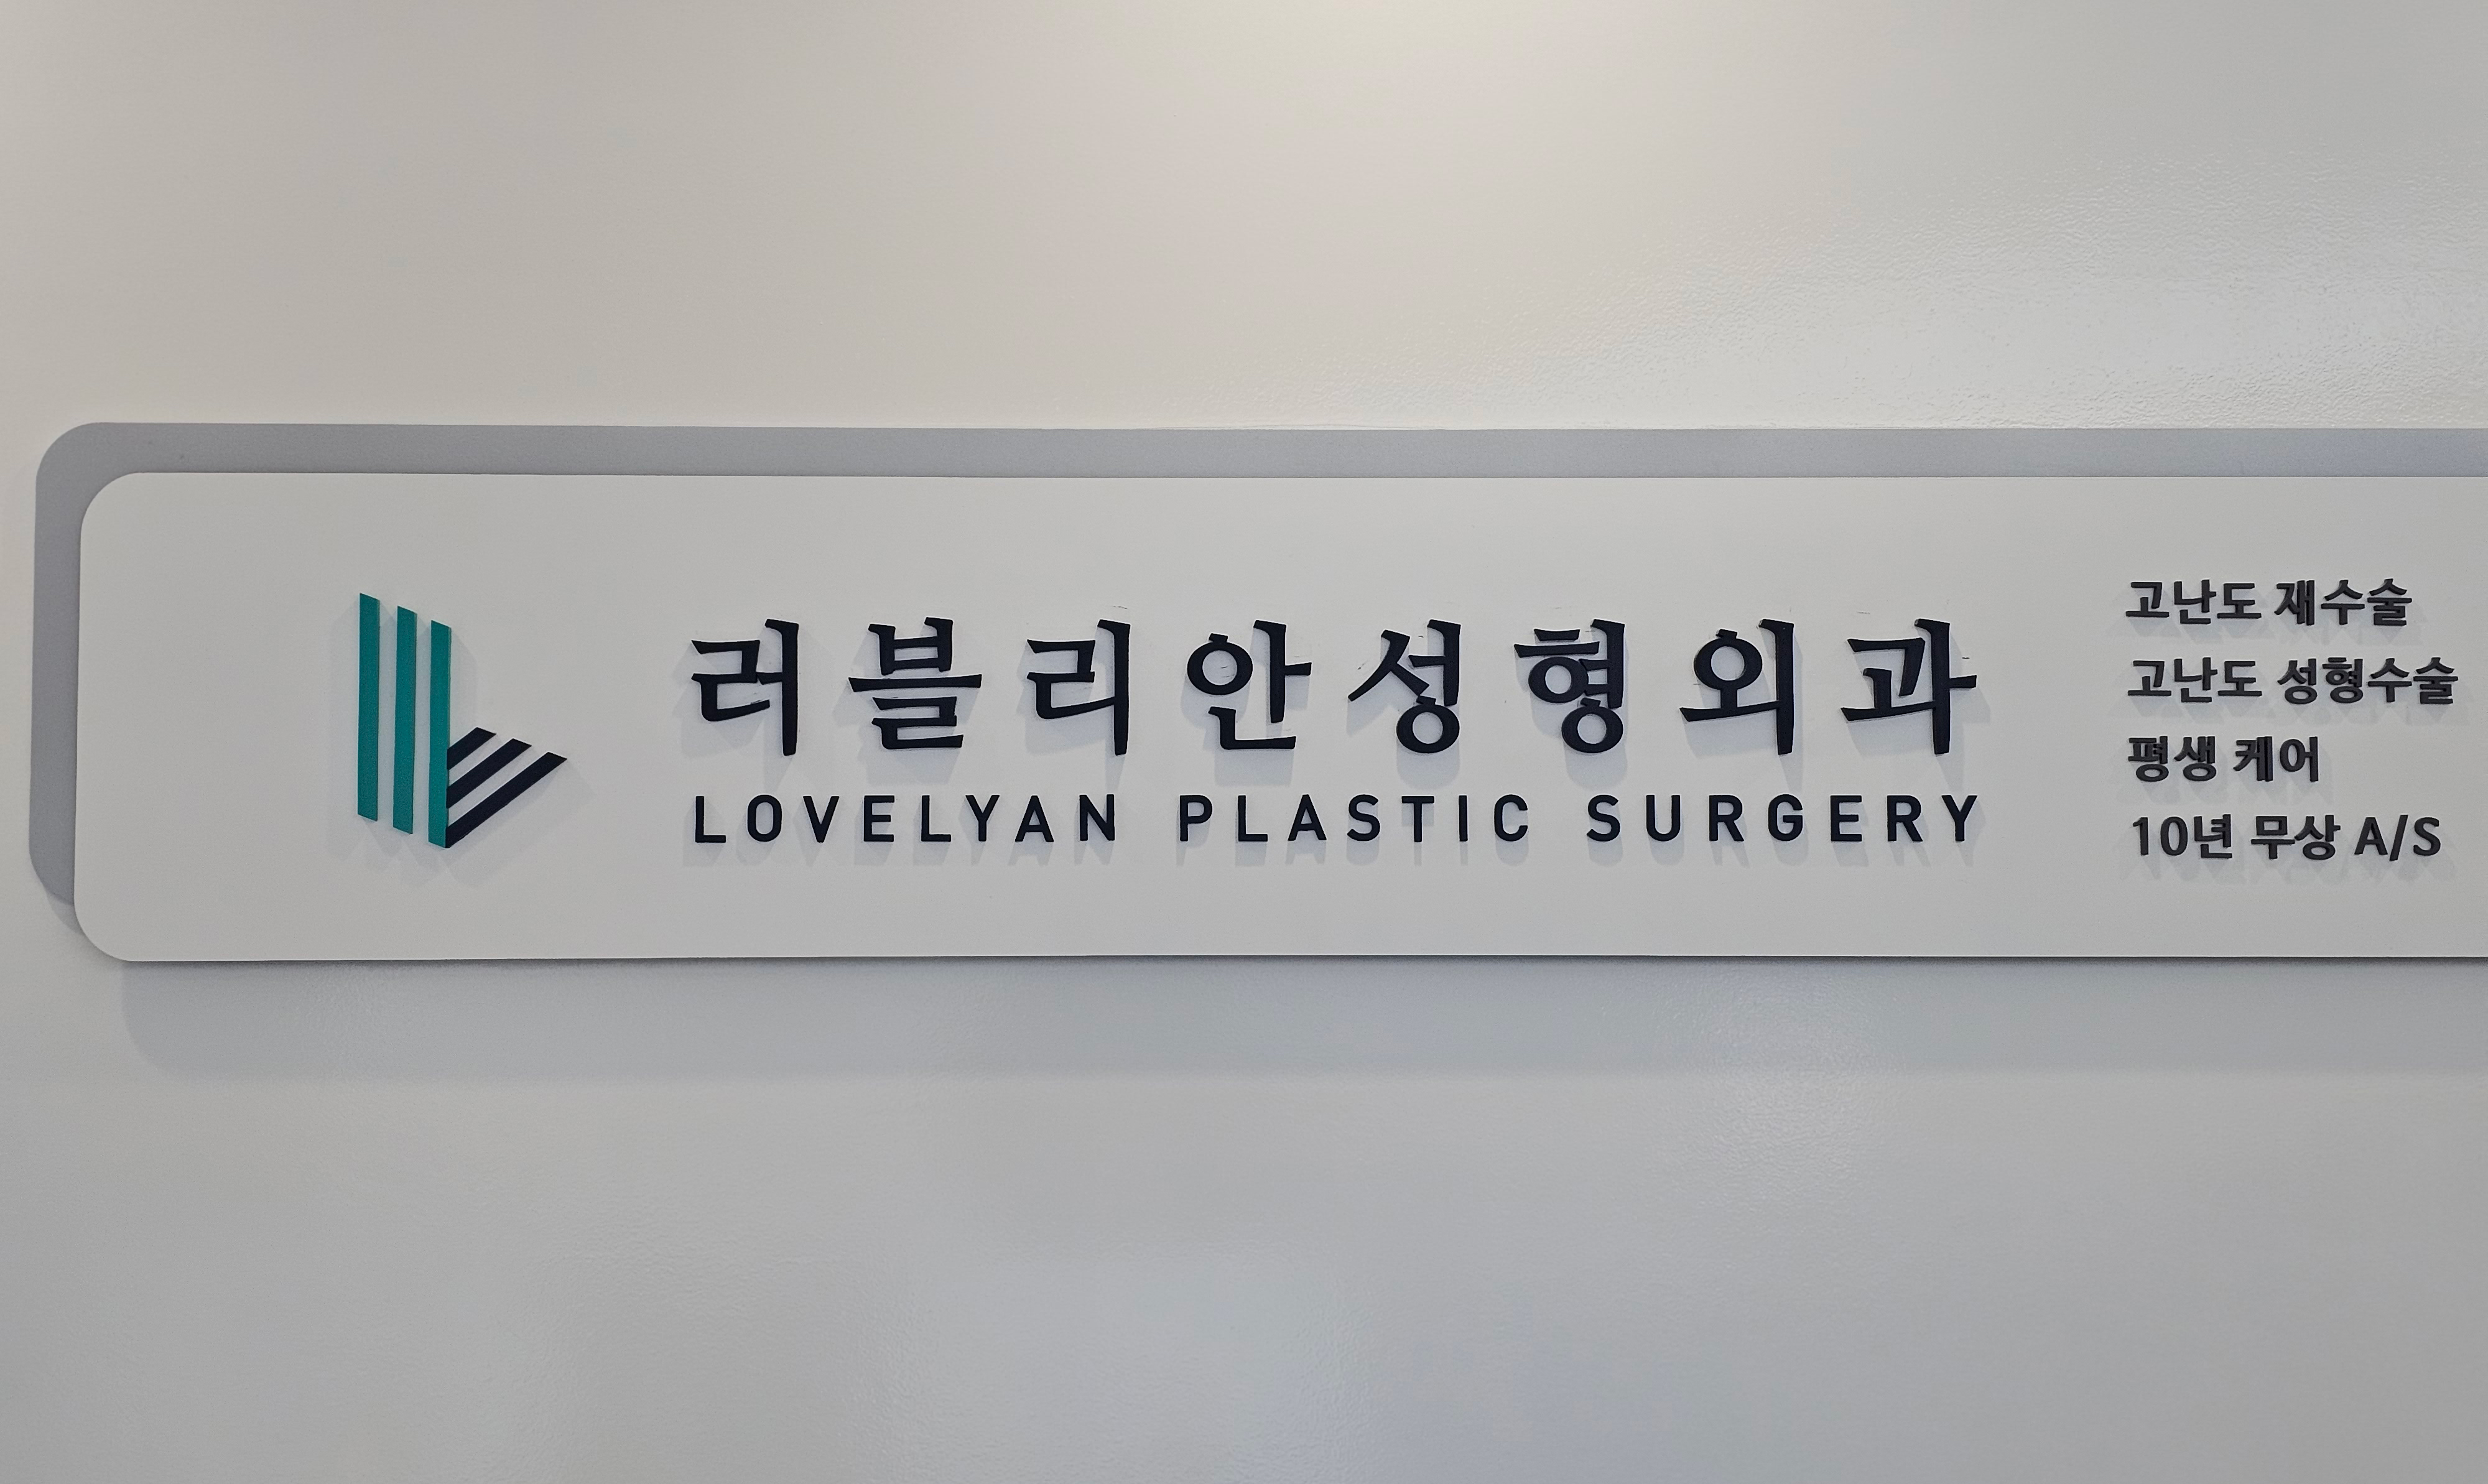 러블리안성형외과
LOVELYAN PLASTIC SURGERY
고난도 재수술
고난도 성형수술
평생 케어
10년 무상 A/S